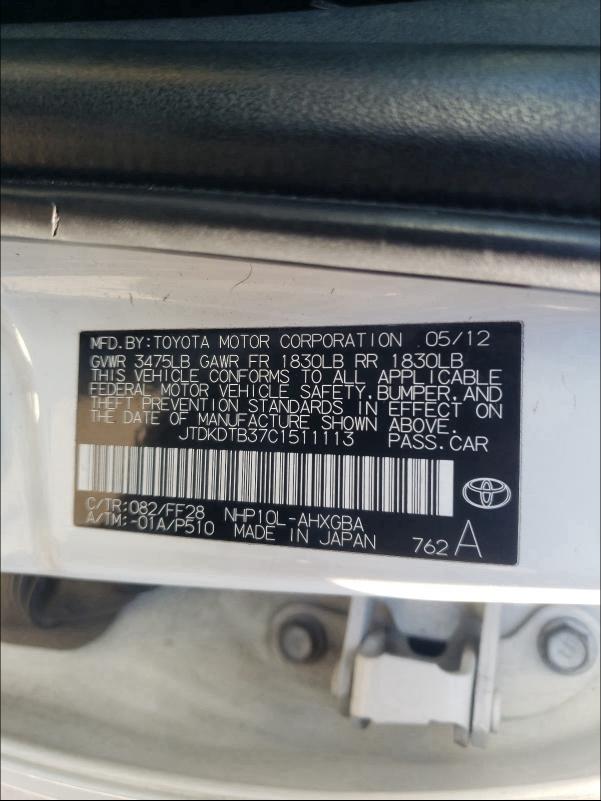 MFD.BY:TOYOTA MOTOR CORPORATION 05/12
GVWR 3475LB GAWR FR 1830LB RR 1830LB
THIS VEHICLE CONFORMS TO ALL APPLICABLE
FEDERAL MOTOR VEHICLE SAFETY,BUMPER,AND
THEFT PREVENTION STANDARDS IN EFFECT ON
THE DATE OF MANUFACTURE SHOWN ABOVE.
JTDKDTB37C1511113 PASS.CAR
C/TR:082/FF28 NHP10L-AHXGBA
A/TM:-01A/P510 MADE IN JAPAN 762A